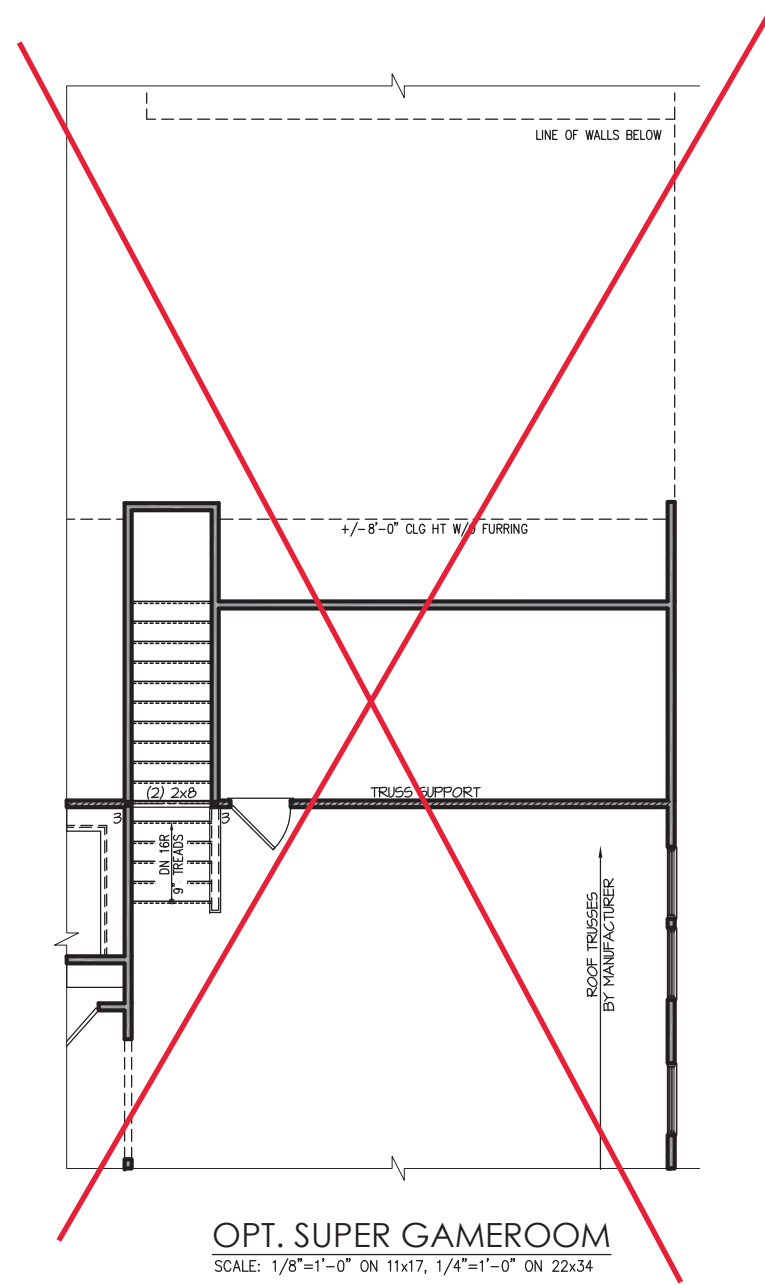 LINE OF WALLS BELOW
+/-8'-0" CLG HT W/O FURRING
(2) 2x8
TRUSS SUPPORT
3
3
DN 16R
9" TREADS
ROOF TRUSSES
BY MANUFACTURER
OPT. SUPER GAMEROOM
SCALE: 1/8"=1'-0" ON 11x17, 1/4"=1'-0" ON 22x34